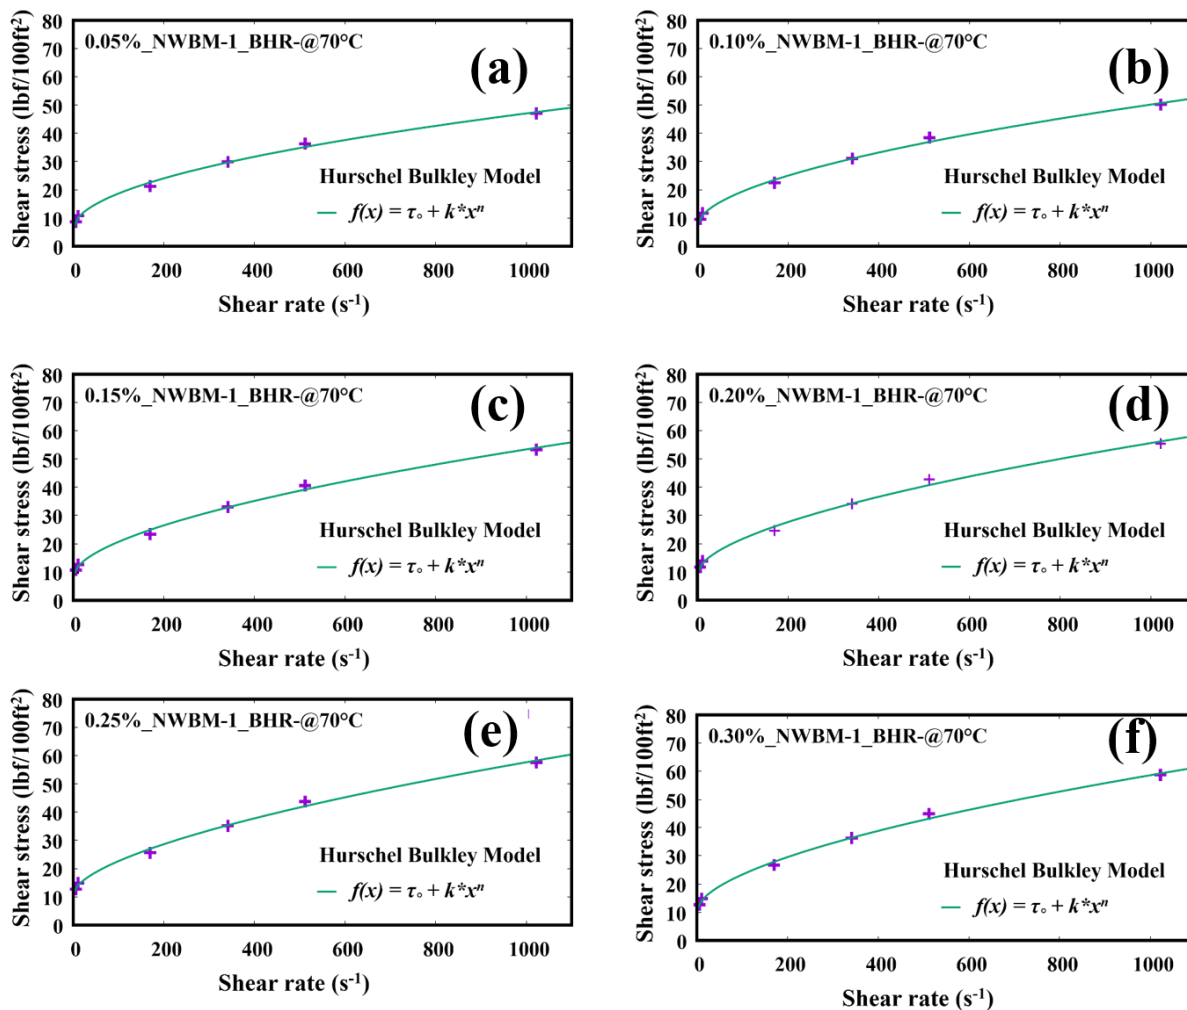 0.05%_NWBM-1_BHR-@70°C
(a)
Shear stress (lbf/100ft²)
80
70
60
50
40
30
20
10
0
Hurschel Bulkley Model
f(x) = τ₀ + k*xⁿ
0 200 400 600 800 1000
Shear rate (s⁻¹)
0.10%_NWBM-1_BHR-@70°C
(b)
Shear stress (lbf/100ft²)
80
70
60
50
40
30
20
10
0
Hurschel Bulkley Model
f(x) = τ₀ + k*xⁿ
0 200 400 600 800 1000
Shear rate (s⁻¹)
0.15%_NWBM-1_BHR-@70°C
(c)
Shear stress (lbf/100ft²)
80
70
60
50
40
30
20
10
0
Hurschel Bulkley Model
f(x) = τ₀ + k*xⁿ
0 200 400 600 800 1000
Shear rate (s⁻¹)
0.20%_NWBM-1_BHR-@70°C
(d)
Shear stress (lbf/100ft²)
80
70
60
50
40
30
20
10
0
Hurschel Bulkley Model
f(x) = τ₀ + k*xⁿ
0 200 400 600 800 1000
Shear rate (s⁻¹)
0.25%_NWBM-1_BHR-@70°C
(e)
Shear stress (lbf/100ft²)
80
70
60
50
40
30
20
10
0
Hurschel Bulkley Model
f(x) = τ₀ + k*xⁿ
0 200 400 600 800 1000
Shear rate (s⁻¹)
0.30%_NWBM-1_BHR-@70°C
(f)
Shear stress (lbf/100ft²)
80
70
60
50
40
30
20
10
0
Hurschel Bulkley Model
f(x) = τ₀ + k*xⁿ
0 200 400 600 800 1000
Shear rate (s⁻¹)